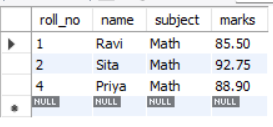 roll_no name subject marks
1 Ravi Math 85.50
2 Sita Math 92.75
4 Priya Math 88.90
NULL NULL NULL NULL